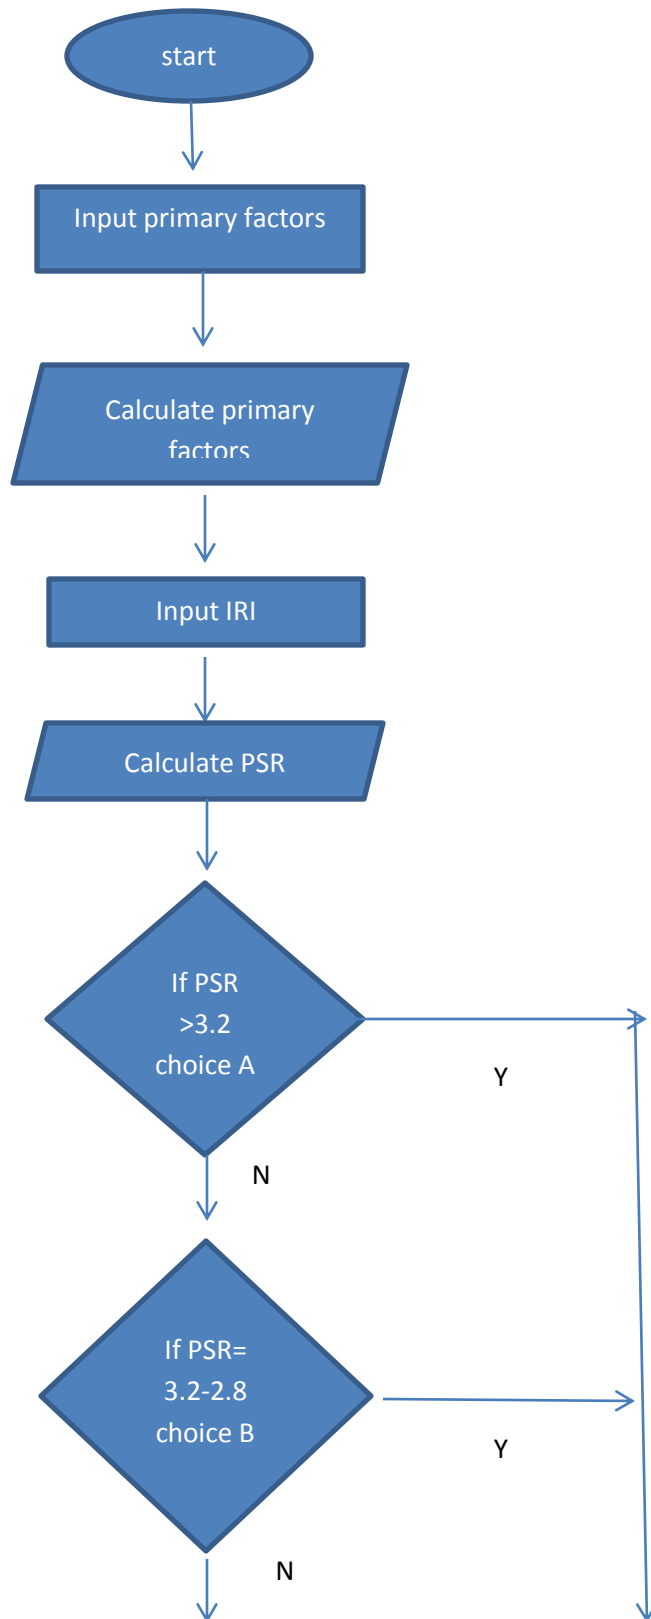 start
Input primary factors
Calculate primary
factors
Input IRI
Calculate PSR
If PSR
>3.2
choice A
Y
N
If PSR=
3.2-2.8
choice B
Y
N